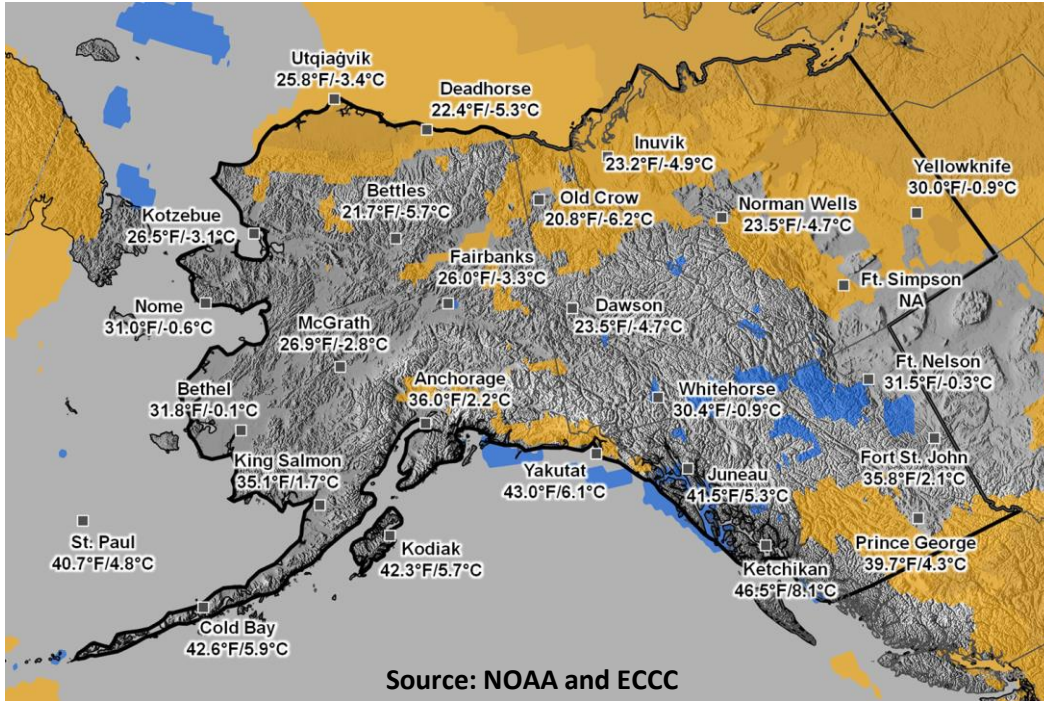 Utqiaġvik
25.8°F/-3.4°C
Deadhorse
22.4°F/-5.3°C
Inuvik
23.2°F/-4.9°C
Yellowknife
30.0°F/-0.9°C
Bettles
21.7°F/-5.7°C
Old Crow
20.8°F/-6.2°C
Norman Wells
23.5°F/-4.7°C
Kotzebue
26.5°F/-3.1°C
Fairbanks
26.0°F/-3.3°C
Ft. Simpson
NA
Nome
31.0°F/-0.6°C
McGrath
26.9°F/-2.8°C
Dawson
23.5°F/-4.7°C
Ft. Nelson
31.5°F/-0.3°C
Bethel
31.8°F/-0.1°C
Anchorage
36.0°F/2.2°C
Whitehorse
30.4°F/-0.9°C
King Salmon
35.1°F/1.7°C
Yakutat
43.0°F/6.1°C
Juneau
41.5°F/5.3°C
Fort St. John
35.8°F/2.1°C
St. Paul
40.7°F/4.8°C
Kodiak
42.3°F/5.7°C
Ketchikan
46.5°F/8.1°C
Prince George
39.7°F/4.3°C
Cold Bay
42.6°F/5.9°C
Source: NOAA and ECCC